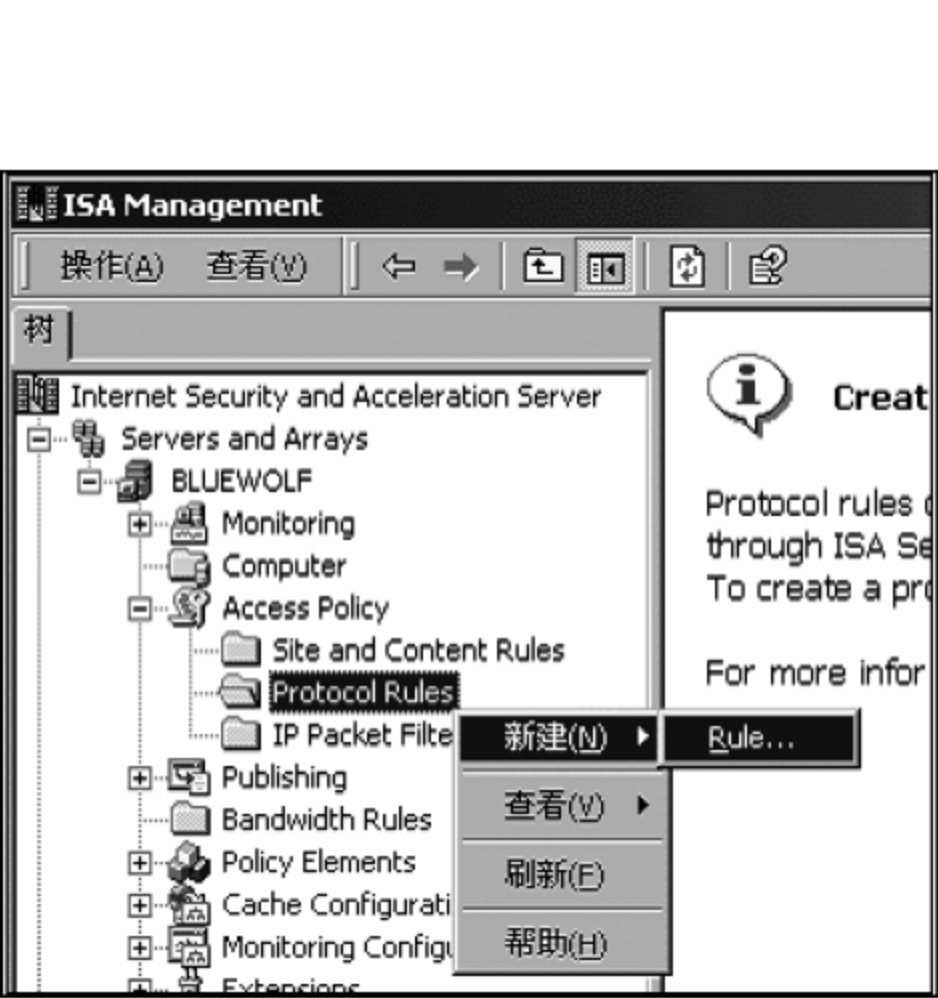 ISA Management
操作(A) 查看(V)
树
Internet Security and Acceleration Server
Servers and Arrays
BLUEWOLF
Monitoring
Computer
Access Policy
Site and Content Rules
Protocol Rules
IP Packet Filte
Publishing
Bandwidth Rules
Policy Elements
Cache Configurati
Monitoring Configu
Extensions
新建(N)
查看(V)
刷新(F)
帮助(H)
Rule...
Creat
Protocol rules
through ISA Se
To create a pro
For more infor